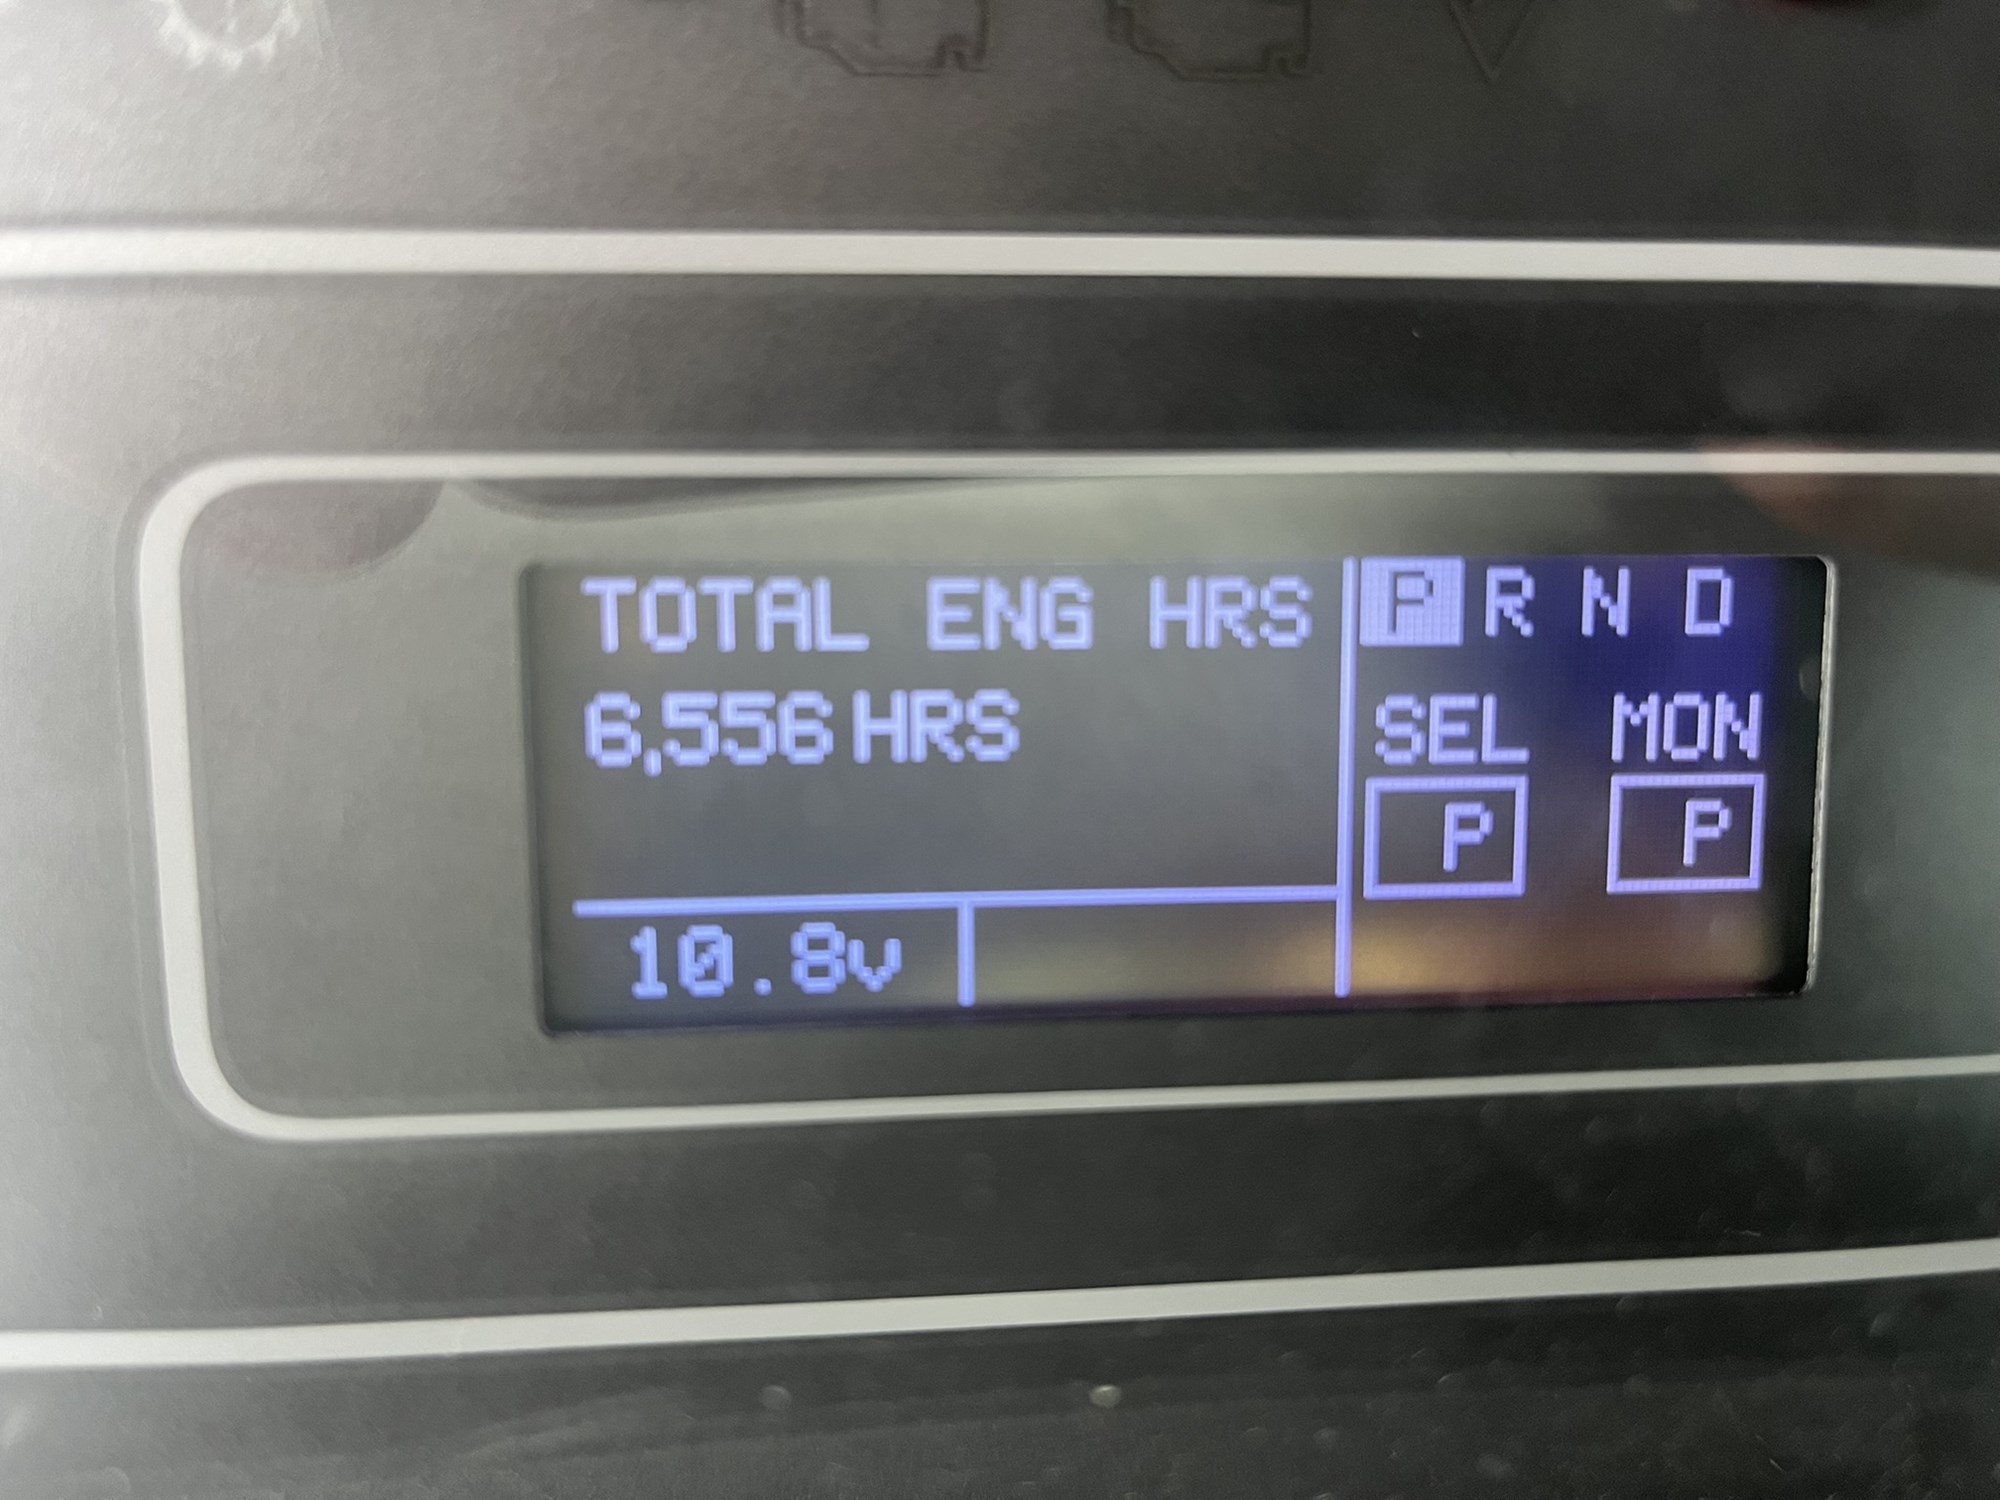 TOTAL ENG HRS
6,556 HRS
10.8v
P R N D
SEL MON
P P